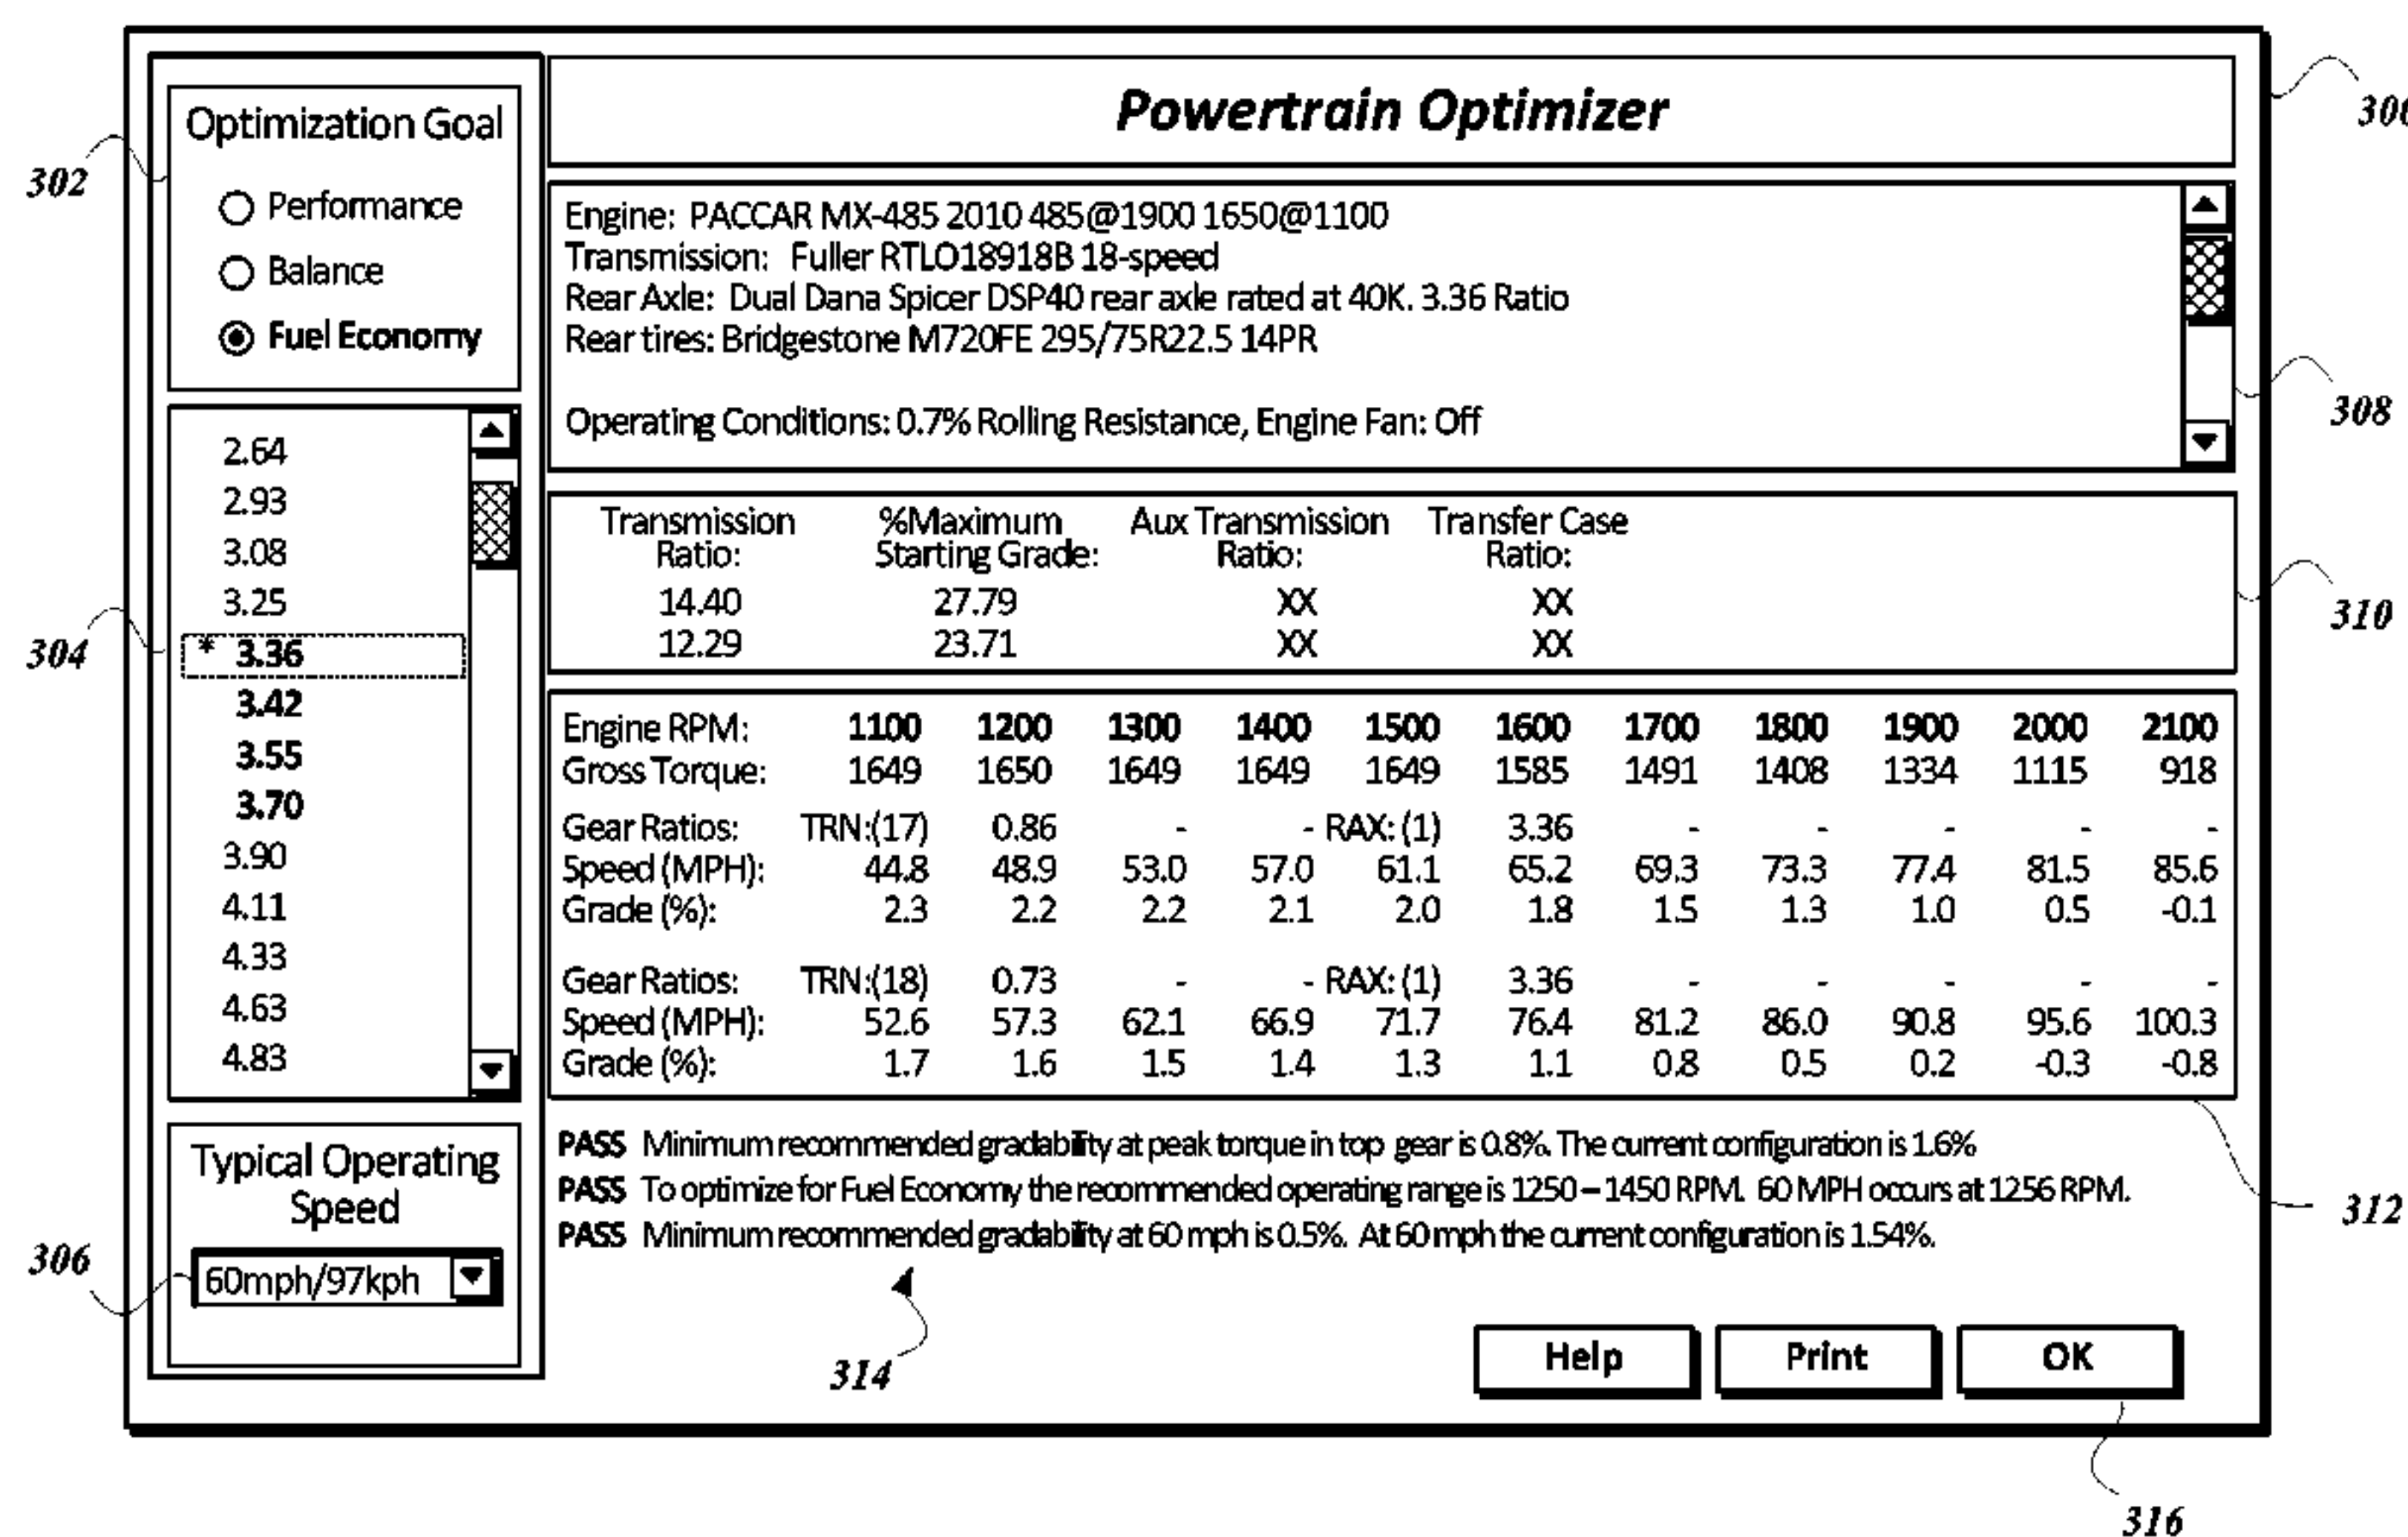 Powertrain Optimizer
300
Optimization Goal
302
Performance
Balance
Fuel Economy
Engine: PACCAR MX-485 2010 485@1900 1650@1100
Transmission: Fuller RTLO18918B 18-speed
Rear Axle: Dual Dana Spicer DSP40 rear axle rated at 40K. 3.36 Ratio
Rear tires: Bridgestone M720FE 295/75R22.5 14PR
Operating Conditions: 0.7% Rolling Resistance, Engine Fan: Off
308
2.64
2.93
3.08
3.25
* 3.36
3.42
3.55
3.70
3.90
4.11
4.33
4.63
4.83
304
Transmission Ratio: %Maximum Starting Grade: Aux Transmission Ratio: Transfer Case Ratio:
14.40 27.79 XX XX
12.29 23.71 XX XX
310
Engine RPM: 1100 1200 1300 1400 1500 1600 1700 1800 1900 2000 2100
Gross Torque: 1649 1650 1649 1649 1649 1585 1491 1408 1334 1115 918
Gear Ratios: TRN:(17) 0.86 - - RAX: (1) 3.36 - - - - -
Speed (MPH): 44.8 48.9 53.0 57.0 61.1 65.2 69.3 73.3 77.4 81.5 85.6
Grade (%): 2.3 2.2 2.2 2.1 2.0 1.8 1.5 1.3 1.0 0.5 -0.1
Gear Ratios: TRN:(18) 0.73 - - RAX: (1) 3.36 - - - - -
Speed (MPH): 52.6 57.3 62.1 66.9 71.7 76.4 81.2 86.0 90.8 95.6 100.3
Grade (%): 1.7 1.6 1.5 1.4 1.3 1.1 0.8 0.5 0.2 -0.3 -0.8
312
Typical Operating
Speed
60mph/97kph
306
PASS Minimum recommended gradability at peak torque in top gear is 0.8%. The current configuration is 1.6%
PASS To optimize for Fuel Economy the recommended operating range is 1250 – 1450 RPM. 60 MPH occurs at 1256 RPM.
PASS Minimum recommended gradability at 60 mph is 0.5%. At 60 mph the current configuration is 1.54%.
314
Help Print OK
316